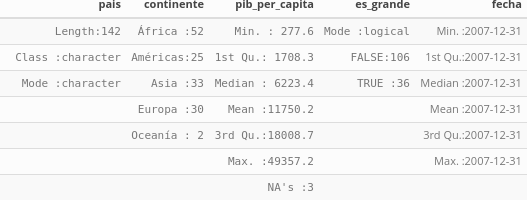 pais continente pib_per_capita es_grande fecha
Length:142 África :52 Min. : 277.6 Mode :logical Min. :2007-12-31
Class :character Américas:25 1st Qu.: 1708.3 FALSE:106 1st Qu.:2007-12-31
Mode :character Asia :33 Median : 6223.4 TRUE :36 Median :2007-12-31
Europa :30 Mean :11750.2 Mean :2007-12-31
Oceanía : 2 3rd Qu.:18008.7 3rd Qu.:2007-12-31
Max. :49357.2 Max. :2007-12-31
NA's :3